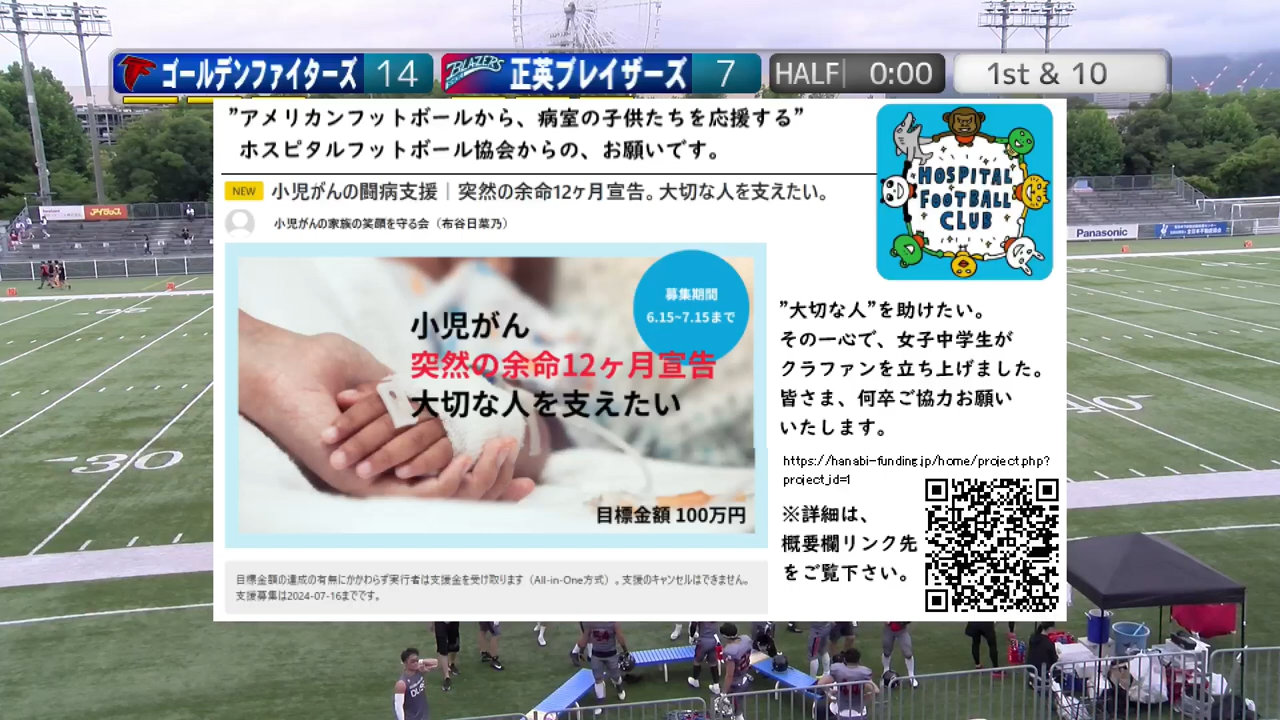 ゴールデンファイターズ 14 BLAZERS 正英ブレイザーズ 7 HALF 0:00 1st & 10
”アメリカンフットボールから、病室の子供たちを応援する”
ホスピタルフットボール協会からの、お願いです。
NEW 小児がんの闘病支援｜突然の余命12ヶ月宣告。大切な人を支えたい。
小児がんの家族の笑顔を守る会（布谷日菜乃）
HOSPITAL
FOOTBALL
CLUB
募集期間
6.15~7.15まで
小児がん
突然の余命12ヶ月宣告
大切な人を支えたい
目標金額 100万円
目標金額の達成の有無にかかわらず実行者は支援金を受け取ります（All-in-One方式）。支援のキャンセルはできません。
支援募集は2024-07-16までです。
”大切な人”を助けたい。
その一心で、女子中学生が
クラファンを立ち上げました。
皆さま、何卒ご協力お願い
いたします。
https://hanabi-funding.jp/home/project.php?
project_id=1
※詳細は、
概要欄リンク先
をご覧下さい。
Panasonic
30